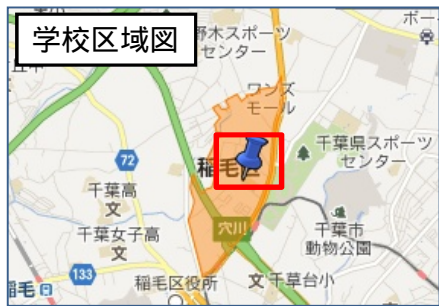 学校区域図
野木スポーツ
センター
ボー
ワンズ
モール
千葉県スポーツ
センター
稲毛区
72
千葉高
文
千葉女子高
文
穴川
千葉市
動物公園
133
稲毛区役所
文 千草台小
稲毛